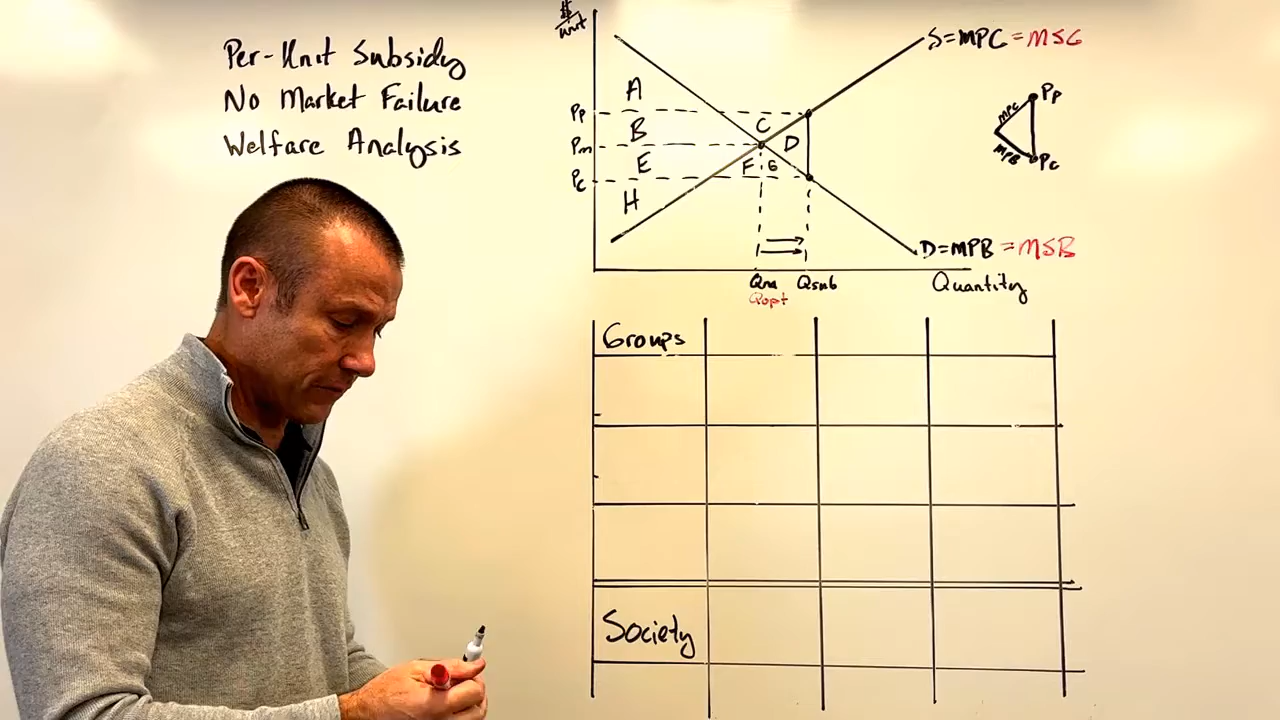 Per-Unit Subsidy
No Market Failure
Welfare Analysis
$/unit
S=MPC=MSC
A
Pp
B
C
Pm
D
E
F
G
Pc
H
D=MPB=MSB
Qm
Qsub
Quantity
Qopt
MPC
Pp
MPB
Pc
Groups
Society